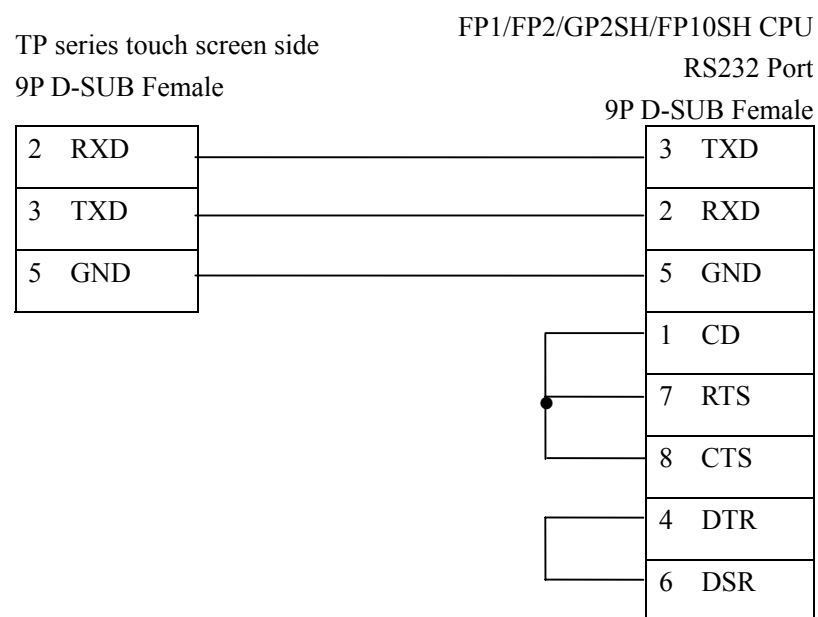 TP series touch screen side
9P D-SUB Female
FP1/FP2/GP2SH/FP10SH CPU
RS232 Port
9P D-SUB Female
2 RXD
3 TXD
5 GND
3 TXD
2 RXD
5 GND
1 CD
7 RTS
8 CTS
4 DTR
6 DSR